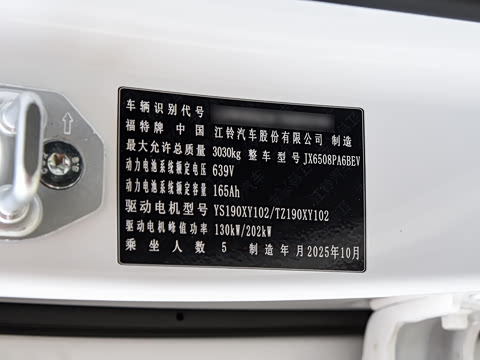 车辆识别代号
福特牌 中国 江铃汽车股份有限公司 制造
最大允许总质量 3030kg 整车型号 JX6508PA6BEV
动力电池系统额定电压 639V
动力电池系统额定容量 165Ah
驱动电机型号 YS190XY102/TZ190XY102
驱动电机峰值功率 130kW/202kW
乘坐人数 5 制造年月 2025年10月